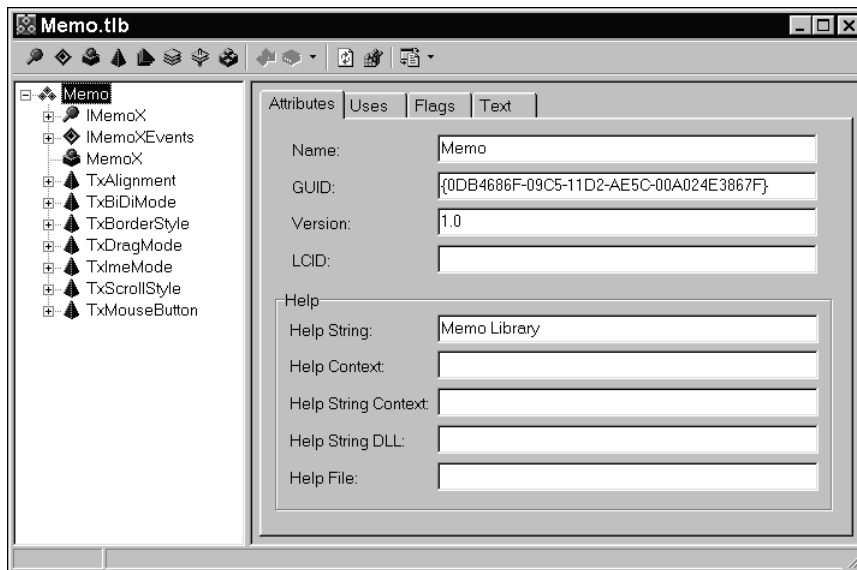 Memo.tlb
Memo
IMemoX
IMemoXEvents
MemoX
TxAlignment
TxBiDiMode
TxBorderStyle
TxDragMode
TxImeMode
TxScrollStyle
TxMouseButton
Attributes Uses Flags Text
Name: Memo
GUID: {0DB4686F-09C5-11D2-AE5C-00A024E3867F}
Version: 1.0
LCID:
Help
Help String: Memo Library
Help Context:
Help String Context:
Help String DLL:
Help File: